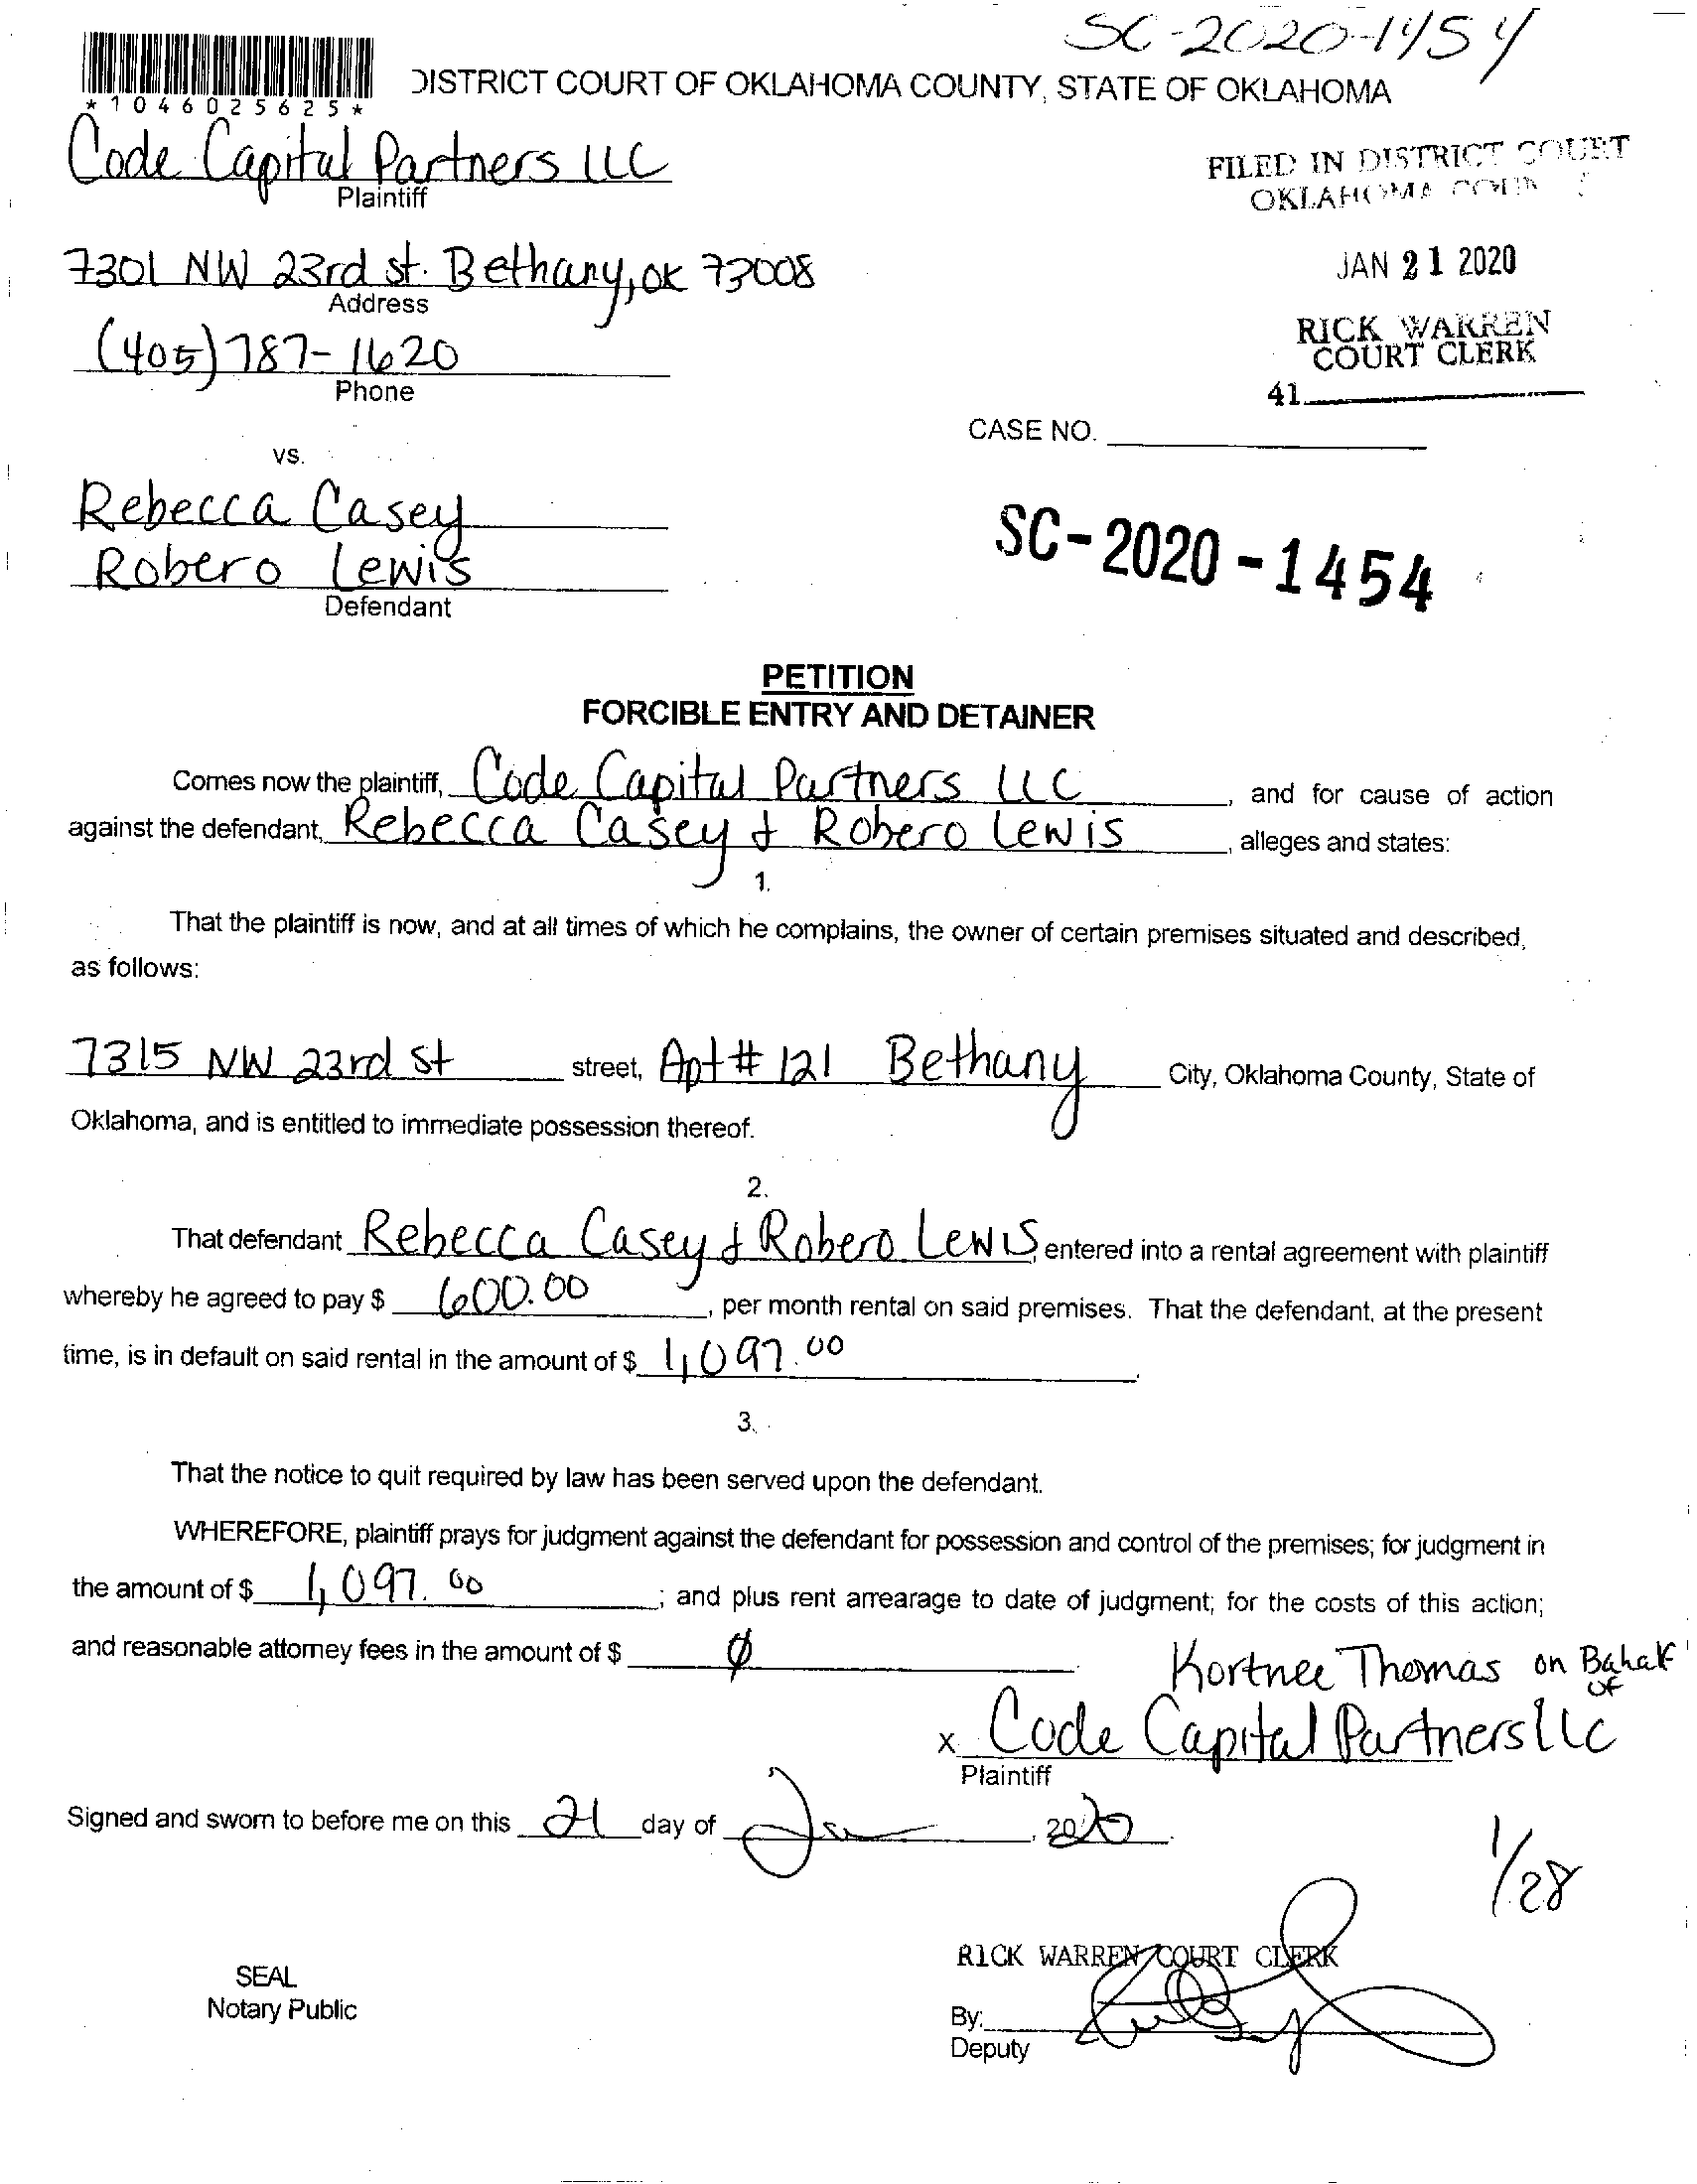 SC-2020-1454
*1046025625*
DISTRICT COURT OF OKLAHOMA COUNTY, STATE OF OKLAHOMA
Code Capital Partners LLC
Plaintiff
FILED IN DISTRICT COURT
OKLAHOMA COUN
7301 NW 23rd st. Bethany, OK 73008
Address
JAN 21 2020
(405) 787-1620
Phone
RICK WARREN
COURT CLERK
41
CASE NO.
vs.
Rebecca Casey
Robero Lewis
Defendant
SC-2020-1454
PETITION
FORCIBLE ENTRY AND DETAINER
Comes now the plaintiff, Code Capital Partners LLC, and for cause of action
against the defendant, Rebecca Casey & Robero Lewis, alleges and states:
1.
That the plaintiff is now, and at all times of which he complains, the owner of certain premises situated and described,
as follows:
7315 NW 23rd St street, Apt # 121 Bethany City, Oklahoma County, State of
Oklahoma, and is entitled to immediate possession thereof.
2.
That defendant Rebecca Casey & Robero Lewis, entered into a rental agreement with plaintiff
whereby he agreed to pay $ 600.00, per month rental on said premises. That the defendant, at the present
time, is in default on said rental in the amount of $ 1,097.00
3.
That the notice to quit required by law has been served upon the defendant.
WHEREFORE, plaintiff prays for judgment against the defendant for possession and control of the premises; for judgment in
the amount of $ 1,097.00; and plus rent arrearage to date of judgment; for the costs of this action;
and reasonable attorney fees in the amount of $ ∅
Kortnee Thomas on Bahalf of
x Code Capital Partners llc
Plaintiff
Signed and sworn to before me on this 21 day of Jan, 2020
1/28
RICK WARREN COURT CLERK
SEAL
Notary Public
By:
Deputy